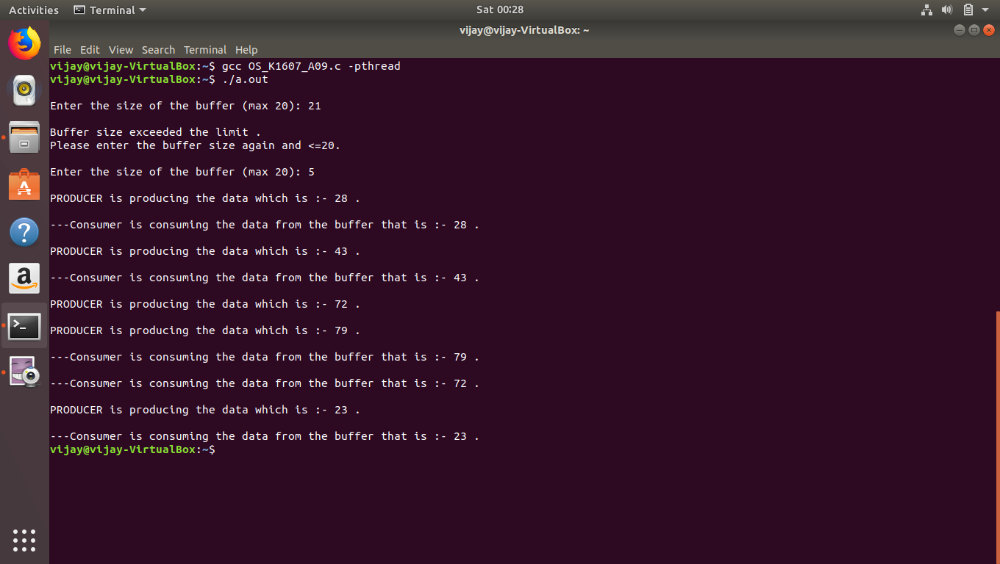 Activities Terminal Sat 00:28
vijay@vijay-VirtualBox: ~
File Edit View Search Terminal Help
vijay@vijay-VirtualBox:~$ gcc OS_K1607_A09.c -pthread
vijay@vijay-VirtualBox:~$ ./a.out
Enter the size of the buffer (max 20): 21
Buffer size exceeded the limit .
Please enter the buffer size again and <=20.
Enter the size of the buffer (max 20): 5
PRODUCER is producing the data which is :- 28 .
---Consumer is consuming the data from the buffer that is :- 28 .
PRODUCER is producing the data which is :- 43 .
---Consumer is consuming the data from the buffer that is :- 43 .
PRODUCER is producing the data which is :- 72 .
PRODUCER is producing the data which is :- 79 .
---Consumer is consuming the data from the buffer that is :- 79 .
---Consumer is consuming the data from the buffer that is :- 72 .
PRODUCER is producing the data which is :- 23 .
---Consumer is consuming the data from the buffer that is :- 23 .
vijay@vijay-VirtualBox:~$